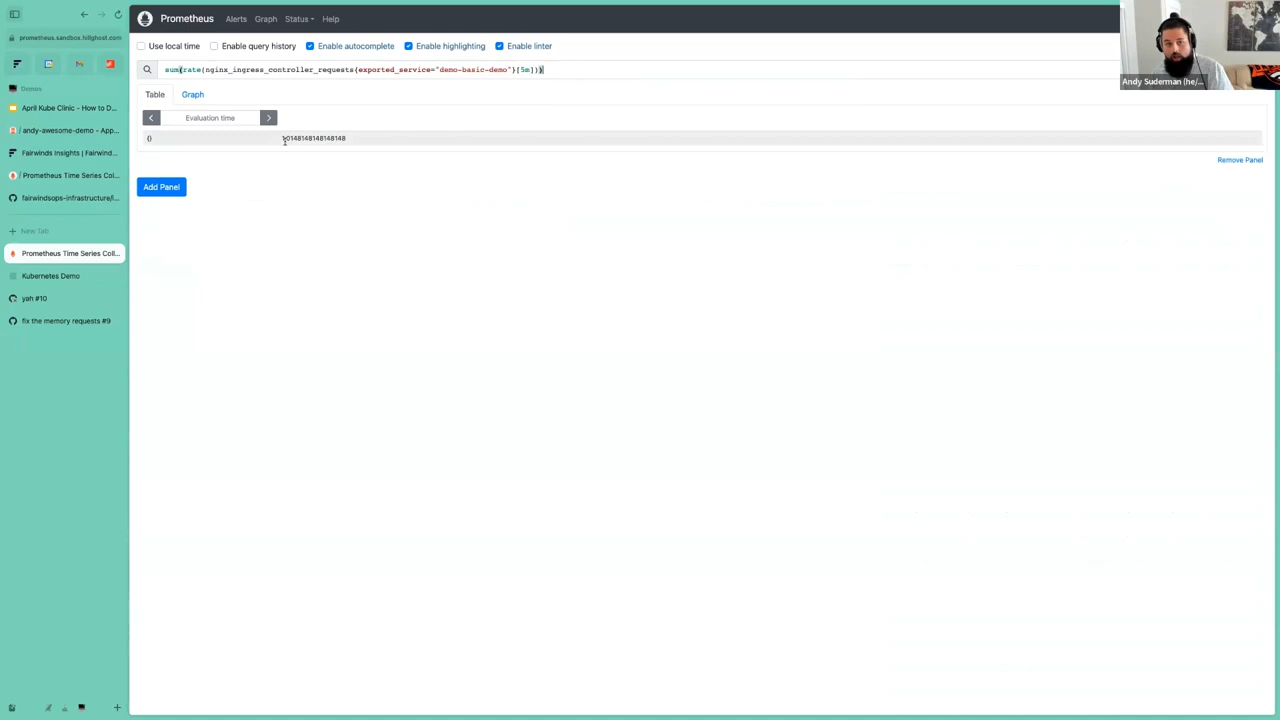 prometheus.sandbox.hillghost.com
Demos
April Kube Clinic - How to D...
/ andy-awesome-demo - App...
Fairwinds Insights | Fairwind...
/ Prometheus Time Series Col...
fairwindsops-infrastructure/i...
New Tab
Prometheus Time Series Coll...
Kubernetes Demo
yah #10
fix the memory requests #9
Prometheus Alerts Graph Status Help
Use local time Enable query history Enable autocomplete Enable highlighting Enable linter
sum(rate(nginx_ingress_controller_requests{exported_service="demo-basic-demo"}[5m]))
Table Graph
< Evaluation time >
{}
Remove Panel
Add Panel
Andy Suderman (he/...